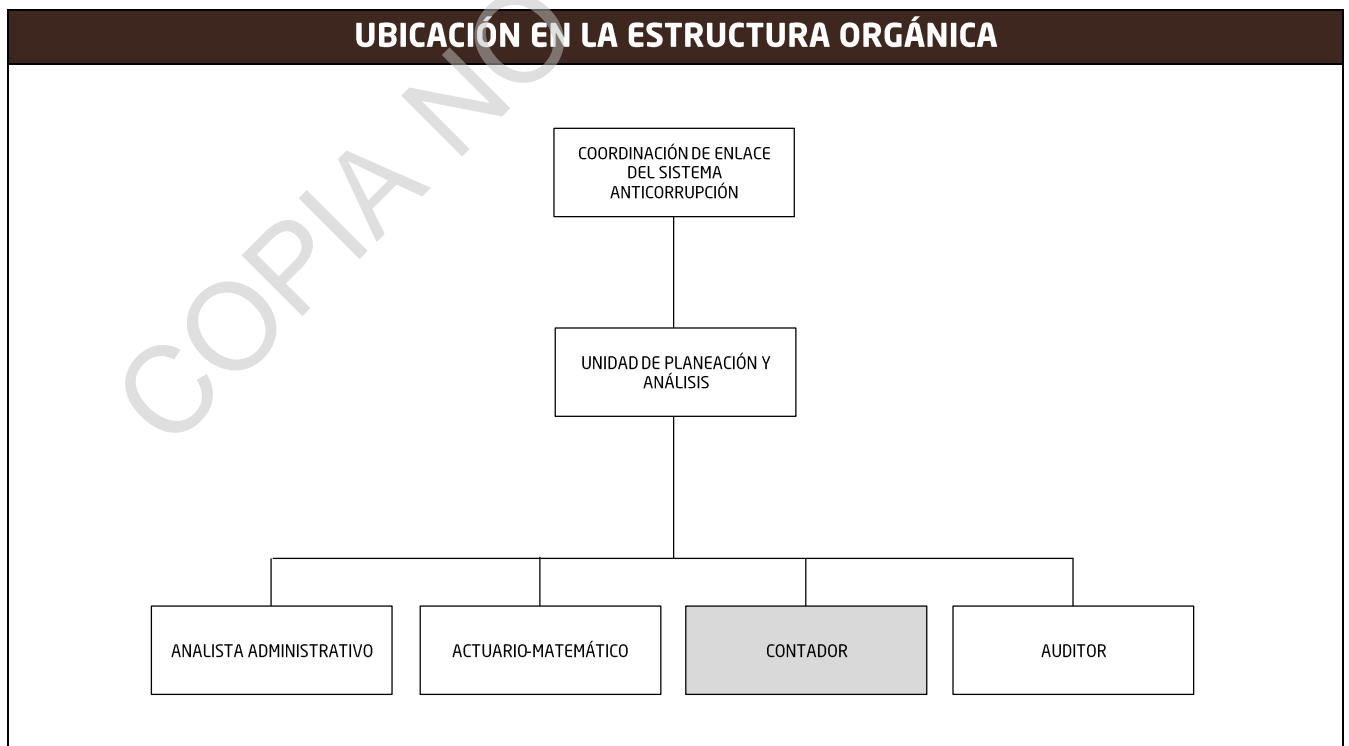 UBICACIÓN EN LA ESTRUCTURA ORGÁNICA
COPIA NO
COORDINACIÓN DE ENLACE
DEL SISTEMA
ANTICORRUPCIÓN
UNIDAD DE PLANEACIÓN Y
ANÁLISIS
ANALISTA ADMINISTRATIVO
ACTUARIO-MATEMÁTICO
CONTADOR
AUDITOR